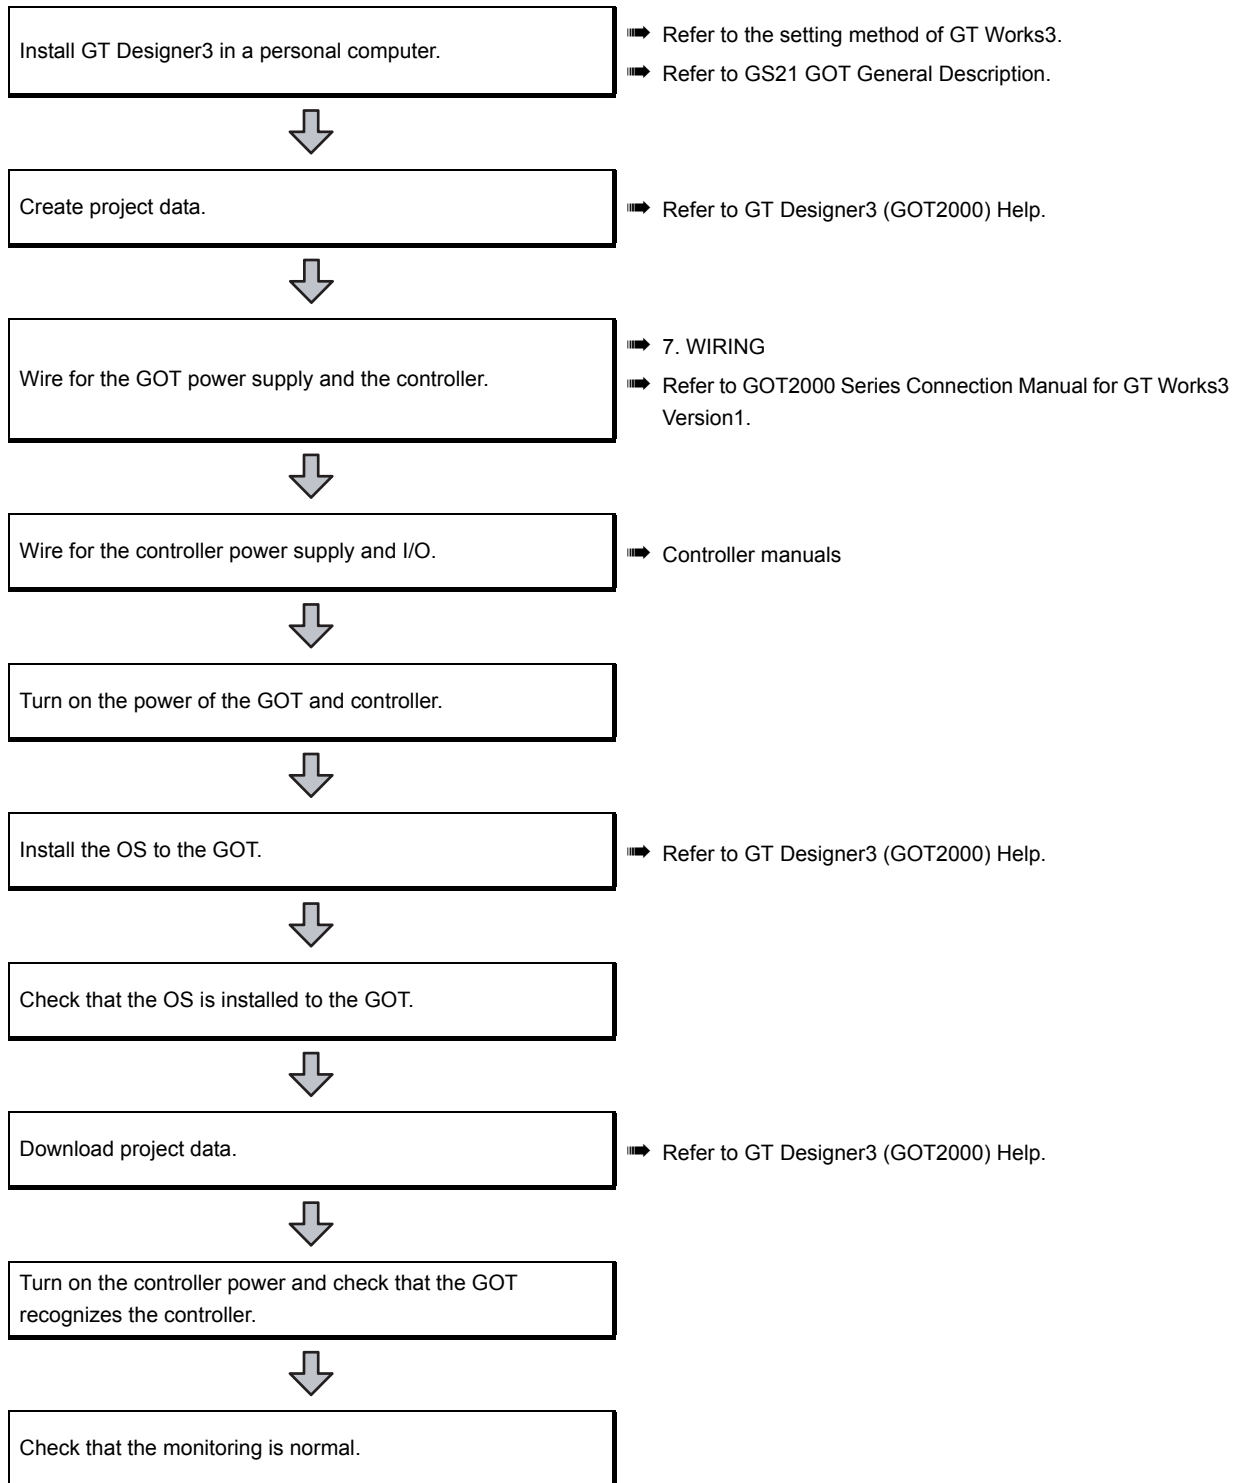 Install GT Designer3 in a personal computer.
Refer to the setting method of GT Works3.
Refer to GS21 GOT General Description.
Create project data.
Refer to GT Designer3 (GOT2000) Help.
Wire for the GOT power supply and the controller.
7. WIRING
Refer to GOT2000 Series Connection Manual for GT Works3
Version1.
Wire for the controller power supply and I/O.
Controller manuals
Turn on the power of the GOT and controller.
Install the OS to the GOT.
Refer to GT Designer3 (GOT2000) Help.
Check that the OS is installed to the GOT.
Download project data.
Refer to GT Designer3 (GOT2000) Help.
Turn on the controller power and check that the GOT
recognizes the controller.
Check that the monitoring is normal.